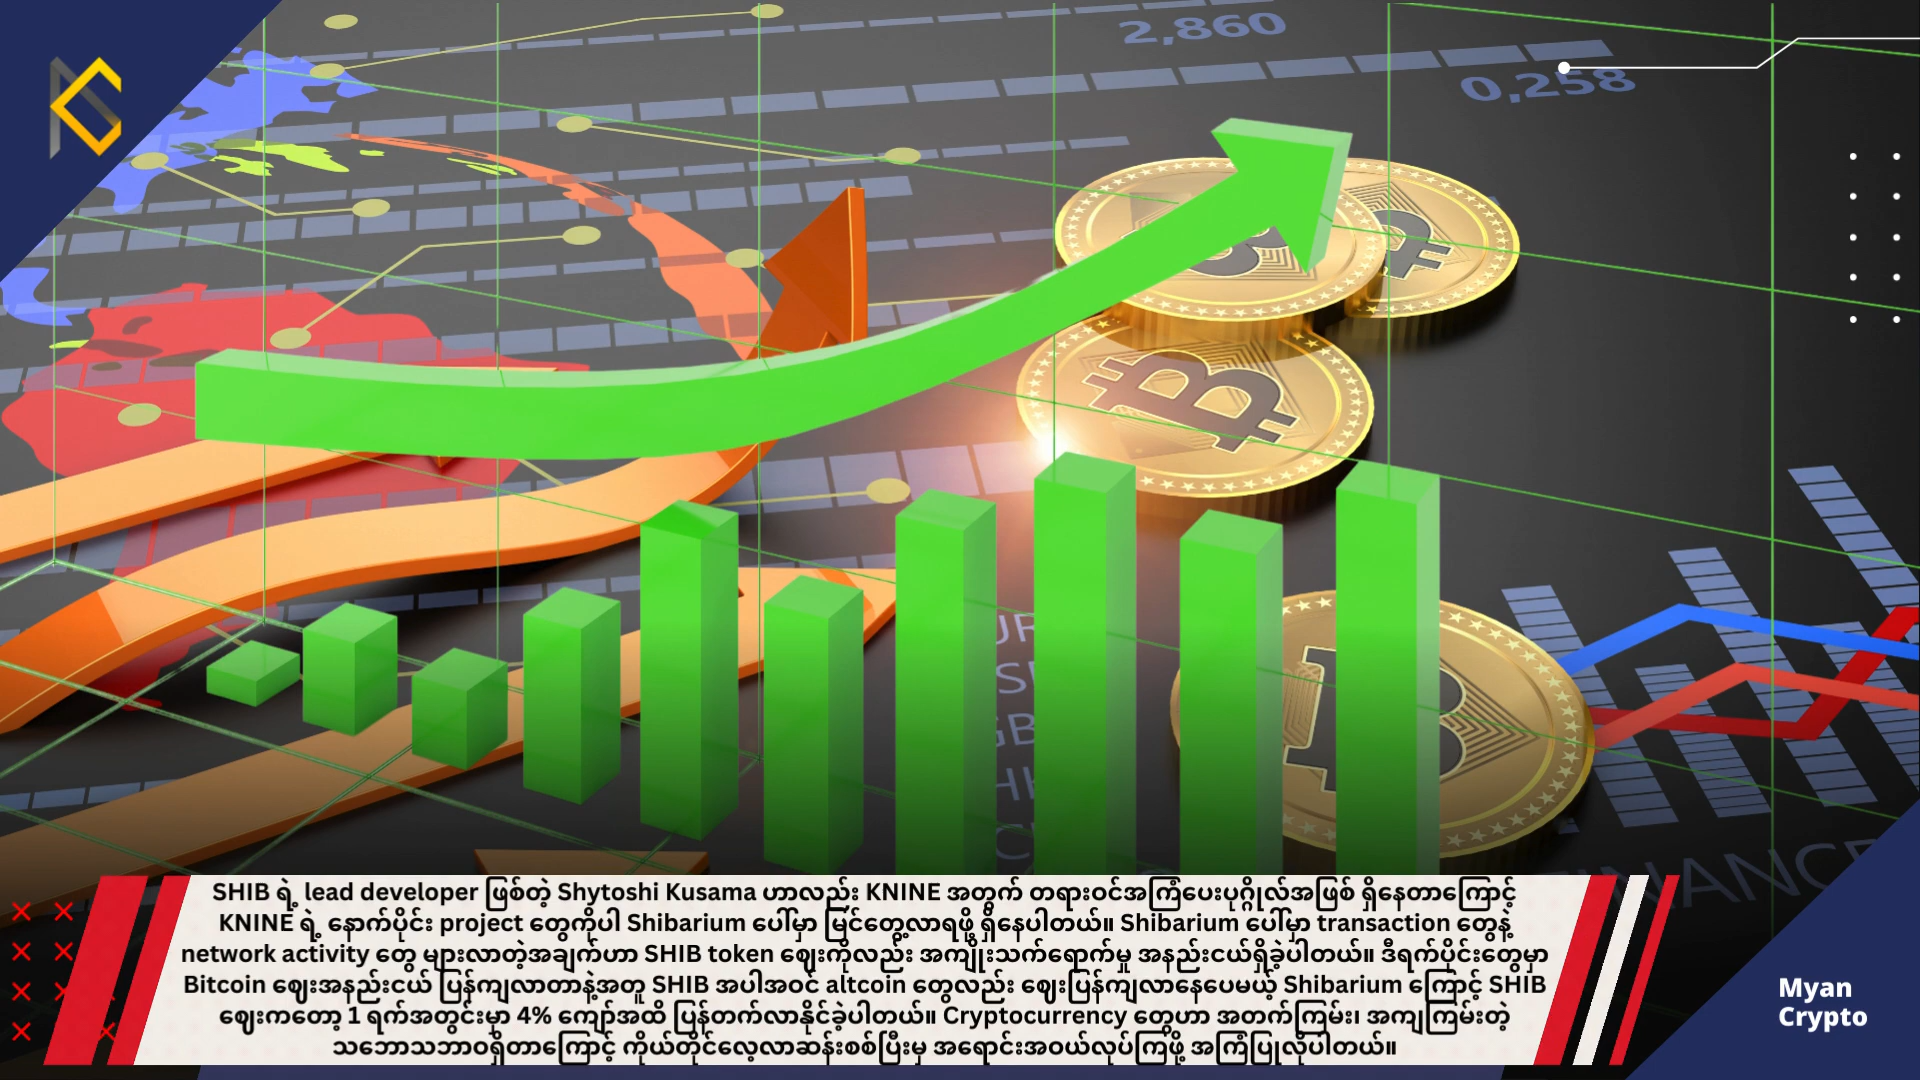 2,860
0,258
SHIB ရဲ့ lead developer ဖြစ်တဲ့ Shytoshi Kusama ဟာလည်း KNINE အတွက် တရားဝင်အကြံပေးပုဂ္ဂိုလ်အဖြစ် ရှိနေတာကြောင့်
KNINE ရဲ့ နောက်ပိုင်း project တွေကိုပါ Shibarium ပေါ်မှာ မြင်တွေ့လာရဖို့ ရှိနေပါတယ်။ Shibarium ပေါ်မှာ transaction တွေနဲ့
network activity တွေ များလာတဲ့အချက်ဟာ SHIB token ဈေးကိုလည်း အကျိုးသက်ရောက်မှု အနည်းငယ်ရှိခဲ့ပါတယ်။ ဒီရက်ပိုင်းတွေမှာ
Bitcoin ဈေးအနည်းငယ် ပြန်ကျလာတာနဲ့အတူ SHIB အပါအဝင် altcoin တွေလည်း ဈေးပြန်ကျလာနေပေမယ့် Shibarium ကြောင့် SHIB
ဈေးကတော့ 1 ရက်အတွင်းမှာ 4% ကျော်အထိ ပြန်တက်လာနိုင်ခဲ့ပါတယ်။ Cryptocurrency တွေဟာ အတက်ကြမ်း၊ အကျကြမ်းတဲ့
သဘောသဘာဝရှိတာကြောင့် ကိုယ်တိုင်လေ့လာဆန်းစစ်ပြီးမှ အရောင်းအဝယ်လုပ်ကြဖို့ အကြံပြုလိုပါတယ်။
Myan
Crypto